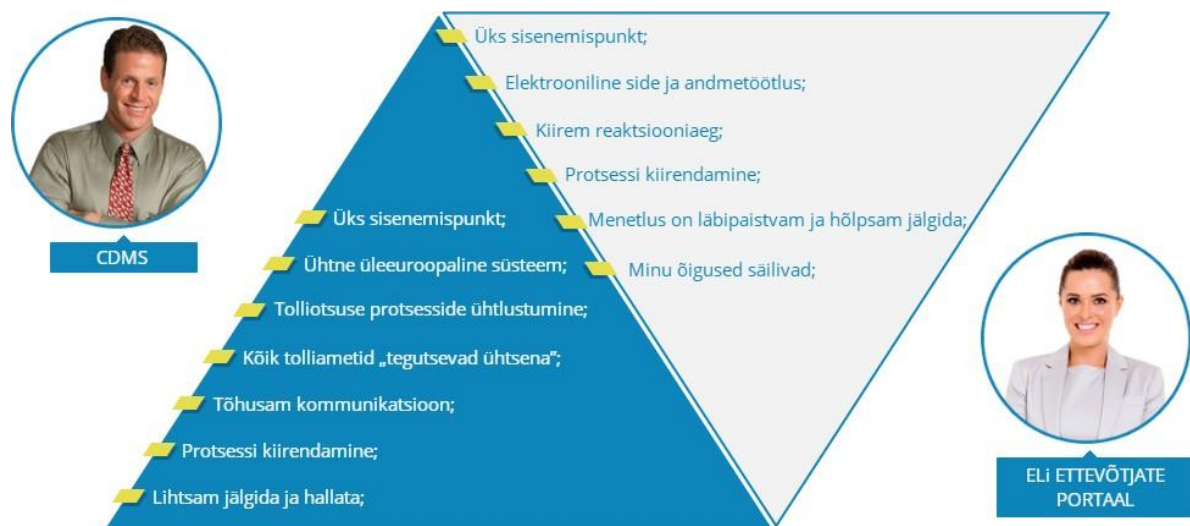 Üks sisenemispunkt;
Elektrooniline side ja andmetöötlus;
Kiirem reaktsiooniaeg;
Protsessi kiirendamine;
Menetlus on läbipaistvam ja hõlpsam jälgida;
Minu õigused säilivad;
Üks sisenemispunkt;
Ühtne üleeuroopaline süsteem;
Tolliotsuse protsesside ühtlustumine;
Kõik tolliametid „tegutsevad ühtsena”;
Tõhusam kommunikatsioon;
Protsessi kiirendamine;
Lihtsam jälgida ja hallata;
CDMS
ELi ETTEVÕTJATE
PORTAAL